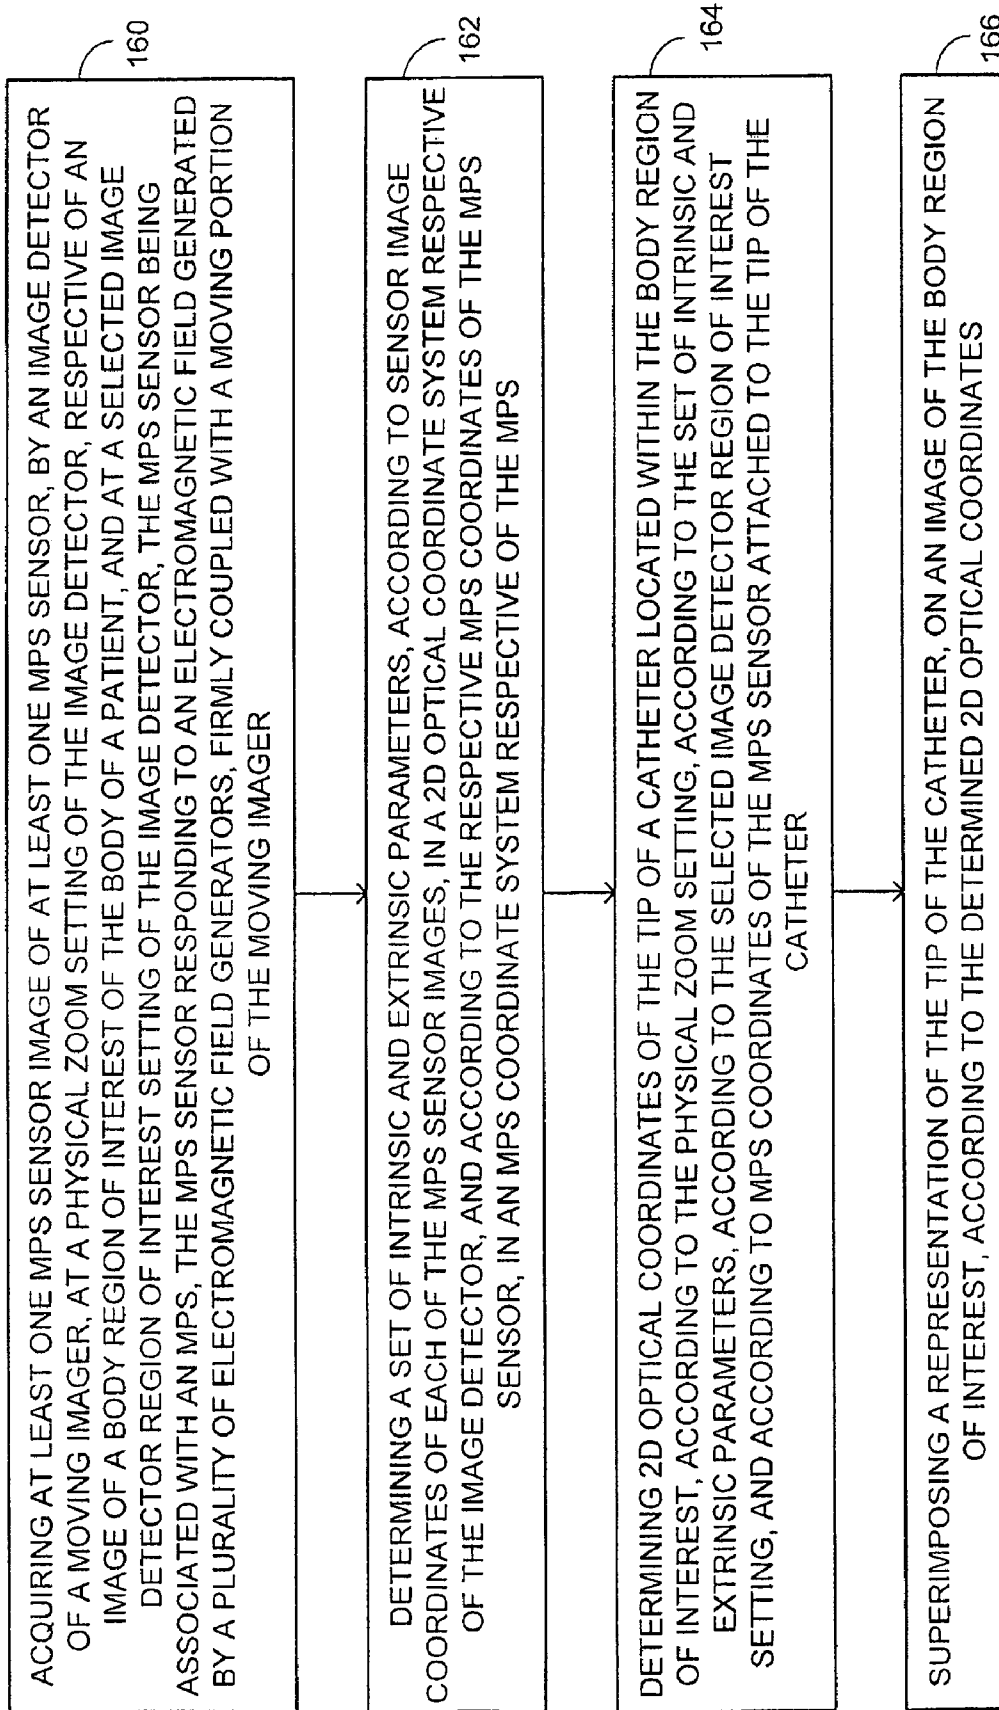 ACQUIRING AT LEAST ONE MPS SENSOR IMAGE OF AT LEAST ONE MPS SENSOR, BY AN IMAGE DETECTOR
OF A MOVING IMAGER, AT A PHYSICAL ZOOM SETTING OF THE IMAGE DETECTOR, RESPECTIVE OF AN
IMAGE OF A BODY REGION OF INTEREST OF THE BODY OF A PATIENT, AND AT A SELECTED IMAGE
DETECTOR REGION OF INTEREST SETTING OF THE IMAGE DETECTOR, THE MPS SENSOR BEING
ASSOCIATED WITH AN MPS, THE MPS SENSOR RESPONDING TO AN ELECTROMAGNETIC FIELD GENERATED
BY A PLURALITY OF ELECTROMAGNETIC FIELD GENERATORS, FIRMLY COUPLED WITH A MOVING PORTION
OF THE MOVING IMAGER
160
DETERMINING A SET OF INTRINSIC AND EXTRINSIC PARAMETERS, ACCORDING TO SENSOR IMAGE
COORDINATES OF EACH OF THE MPS SENSOR IMAGES, IN A 2D OPTICAL COORDINATE SYSTEM RESPECTIVE
OF THE IMAGE DETECTOR, AND ACCORDING TO THE RESPECTIVE MPS COORDINATES OF THE MPS
SENSOR, IN AN MPS COORDINATE SYSTEM RESPECTIVE OF THE MPS
162
DETERMINING 2D OPTICAL COORDINATES OF THE TIP OF A CATHETER LOCATED WITHIN THE BODY REGION
OF INTEREST, ACCORDING TO THE PHYSICAL ZOOM SETTING, ACCORDING TO THE SET OF INTRINSIC AND
EXTRINSIC PARAMETERS, ACCORDING TO THE SELECTED IMAGE DETECTOR REGION OF INTEREST
SETTING, AND ACCORDING TO MPS COORDINATES OF THE MPS SENSOR ATTACHED TO THE TIP OF THE
CATHETER
164
SUPERIMPOSING A REPRESENTATION OF THE TIP OF THE CATHETER, ON AN IMAGE OF THE BODY REGION
OF INTEREST, ACCORDING TO THE DETERMINED 2D OPTICAL COORDINATES
166